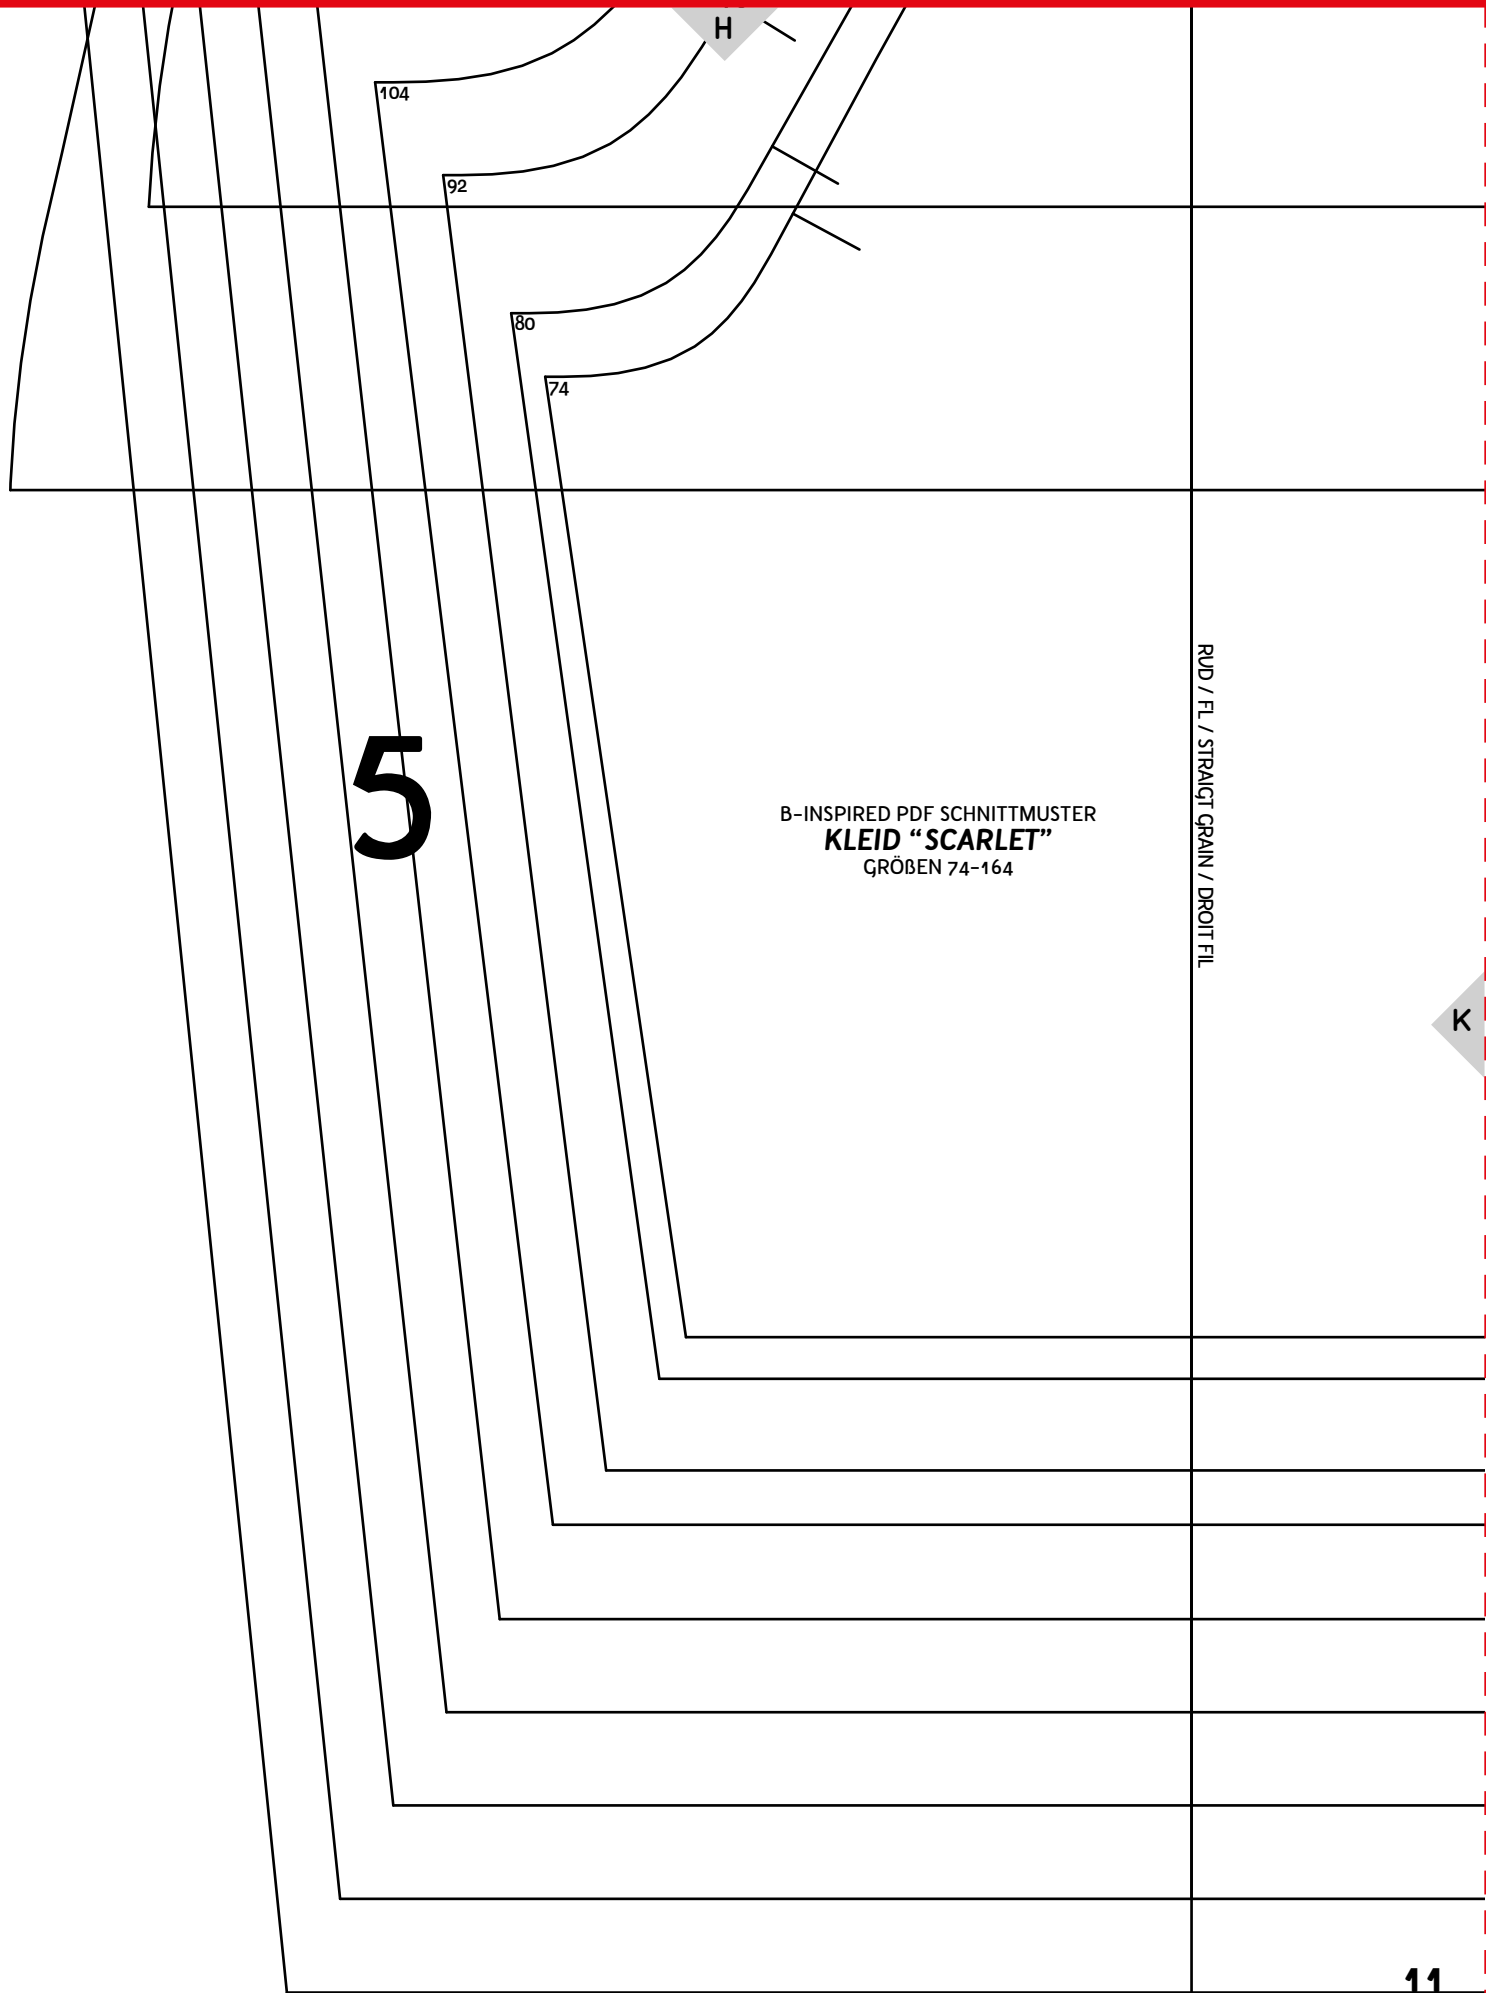 H
104
92
80
74
5
B-INSPIRED PDF SCHNITTMUSTER
KLEID “SCARLET”
GRÖßEN 74-164
RUD / FL / STRAIGT GRAIN / DROIT FIL
K
11